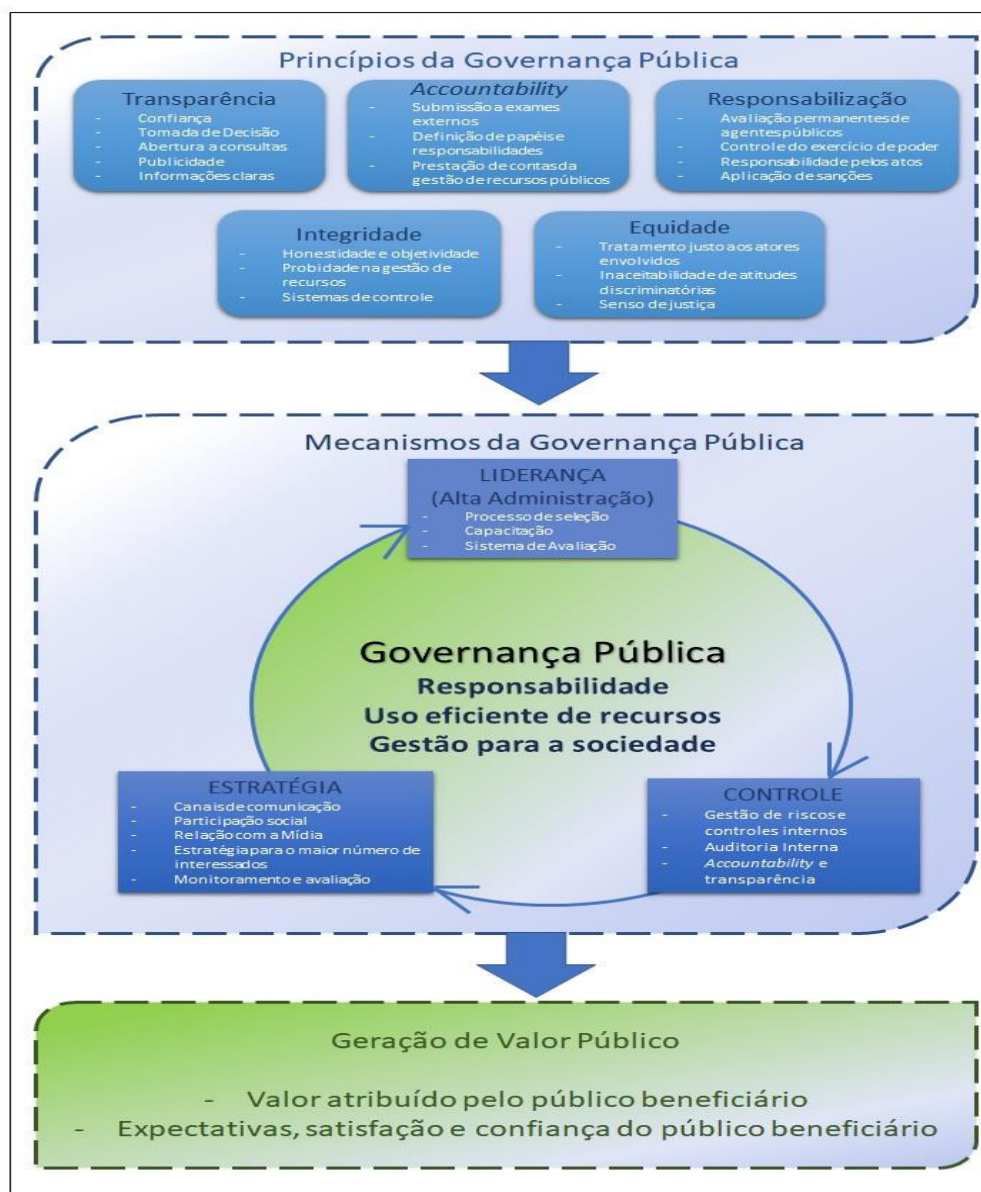 Princípios da Governança Pública
Transparência
- Confiança
- Tomada de Decisão
- Abertura a consultas
- Publicidade
- Informações claras
Accountability
- Submissão a exames
externos
- Definição de papéis e
responsabilidades
- Prestação de contas da
gestão de recursos públicos
Responsabilização
- Avaliação permanentes de
agentes públicos
- Controle do exercício de poder
- Responsabilidade pelos atos
- Aplicação de sanções
Integridade
- Honestidade e objetividade
- Probidade na gestão de
recursos
- Sistemas de controle
Equidade
- Tratamento justo aos atores
envolvidos
- Inaceitabilidade de atitudes
discriminatórias
- Senso de justiça
Mecanismos da Governança Pública
LIDERANÇA
(Alta Administração)
- Processo de seleção
- Capacitação
- Sistema de Avaliação
Governança Pública
Responsabilidade
Uso eficiente de recursos
Gestão para a sociedade
ESTRATÉGIA
- Canais de comunicação
- Participação social
- Relação com a Mídia
- Estratégia para o maior número de
interessados
- Monitoramento e avaliação
CONTROLE
- Gestão de riscos e
controles internos
- Auditoria Interna
- Accountability e
transparência
Geração de Valor Público
- Valor atribuído pelo público beneficiário
- Expectativas, satisfação e confiança do público beneficiário